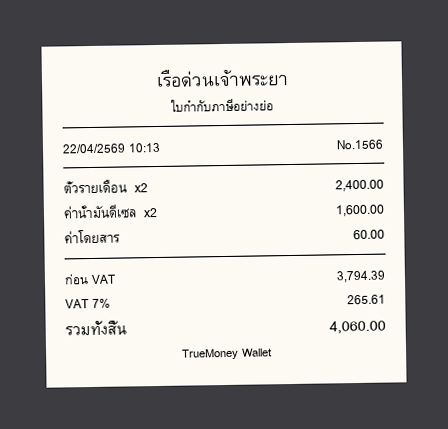 เรือด่วนเจ้าพระยา
ใบกำกับภาษีอย่างย่อ
22/04/2569 10:13 No.1566
ตั๋วรายเดือน x2 2,400.00
ค่าน้ำมันดีเซล x2 1,600.00
ค่าโดยสาร 60.00
ก่อน VAT 3,794.39
VAT 7% 265.61
รวมทั้งสิ้น 4,060.00
TrueMoney Wallet